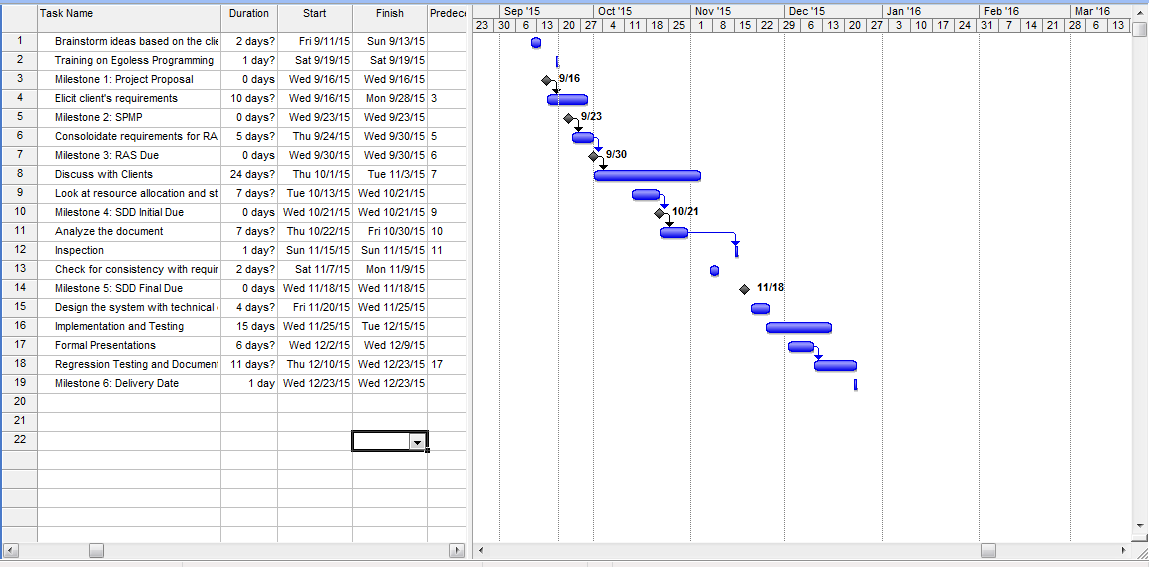 Task Name Duration Start Finish Predece
Sep '15 Oct '15 Nov '15 Dec '15 Jan '16 Feb '16 Mar '16
23 30 6 13 20 27 4 11 18 25 1 8 15 22 29 6 13 20 27 3 10 17 24 31 7 14 21 28 6 13
1 Brainstorm ideas based on the clie 2 days? Fri 9/11/15 Sun 9/13/15
2 Training on Egoless Programming 1 day? Sat 9/19/15 Sat 9/19/15
3 Milestone 1: Project Proposal 0 days Wed 9/16/15 Wed 9/16/15 9/16
4 Elicit client's requirements 10 days? Wed 9/16/15 Mon 9/28/15 3
5 Milestone 2: SPMP 0 days? Wed 9/23/15 Wed 9/23/15 9/23
6 Consoloidate requirements for RA 5 days? Thu 9/24/15 Wed 9/30/15 5
7 Milestone 3: RAS Due 0 days Wed 9/30/15 Wed 9/30/15 6 9/30
8 Discuss with Clients 24 days? Thu 10/1/15 Tue 11/3/15 7
9 Look at resource allocation and st 7 days? Tue 10/13/15 Wed 10/21/15
10 Milestone 4: SDD Initial Due 0 days Wed 10/21/15 Wed 10/21/15 9 10/21
11 Analyze the document 7 days? Thu 10/22/15 Fri 10/30/15 10
12 Inspection 1 day? Sun 11/15/15 Sun 11/15/15 11
13 Check for consistency with requir 2 days? Sat 11/7/15 Mon 11/9/15
14 Milestone 5: SDD Final Due 0 days Wed 11/18/15 Wed 11/18/15 11/18
15 Design the system with technical 4 days? Fri 11/20/15 Wed 11/25/15
16 Implementation and Testing 15 days Wed 11/25/15 Tue 12/15/15
17 Formal Presentations 6 days? Wed 12/2/15 Wed 12/9/15
18 Regression Testing and Document 11 days? Thu 12/10/15 Wed 12/23/15 17
19 Milestone 6: Delivery Date 1 day Wed 12/23/15 Wed 12/23/15
20
21
22